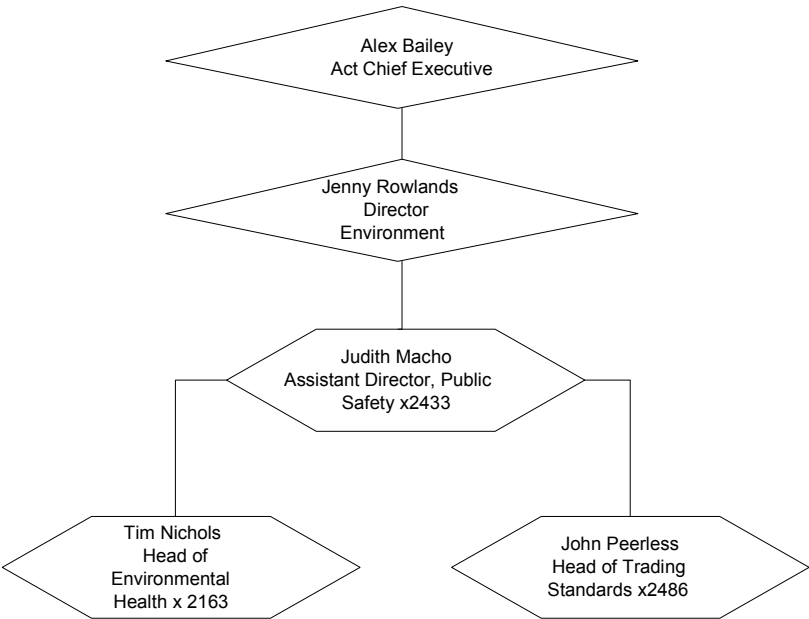 Alex Bailey
Act Chief Executive
Jenny Rowlands
Director
Environment
Judith Macho
Assistant Director, Public
Safety x2433
Tim Nichols
Head of
Environmental
Health x 2163
John Peerless
Head of Trading
Standards x2486